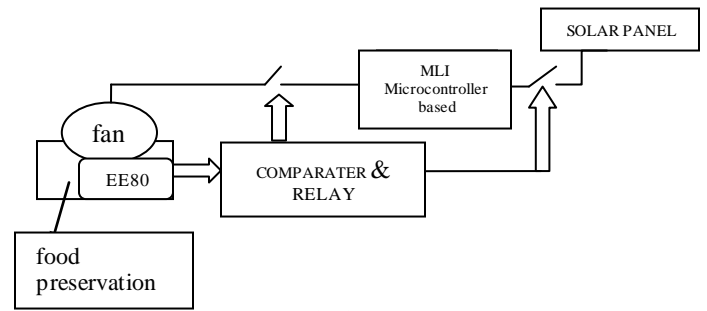 SOLAR PANEL
MLI
Microcontroller
based
fan
EE80
COMPARATER &
RELAY
food
preservation